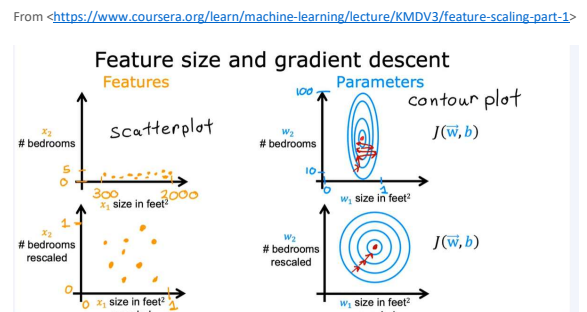 From <https://www.coursera.org/learn/machine-learning/lecture/KMDV3/feature-scaling-part-1>
Feature size and gradient descent
Features
x₂
# bedrooms
scatterplot
5
0
300
2000
x₁ size in feet²
Parameters
100
contour plot
w₂
# bedrooms
J(w⃗, b)
10
0
1
w₁ size in feet²
1
x₂
# bedrooms
rescaled
0
0
x₁ size in feet²
1
w₂
# bedrooms
rescaled
J(w⃗, b)
w₁ size in feet²